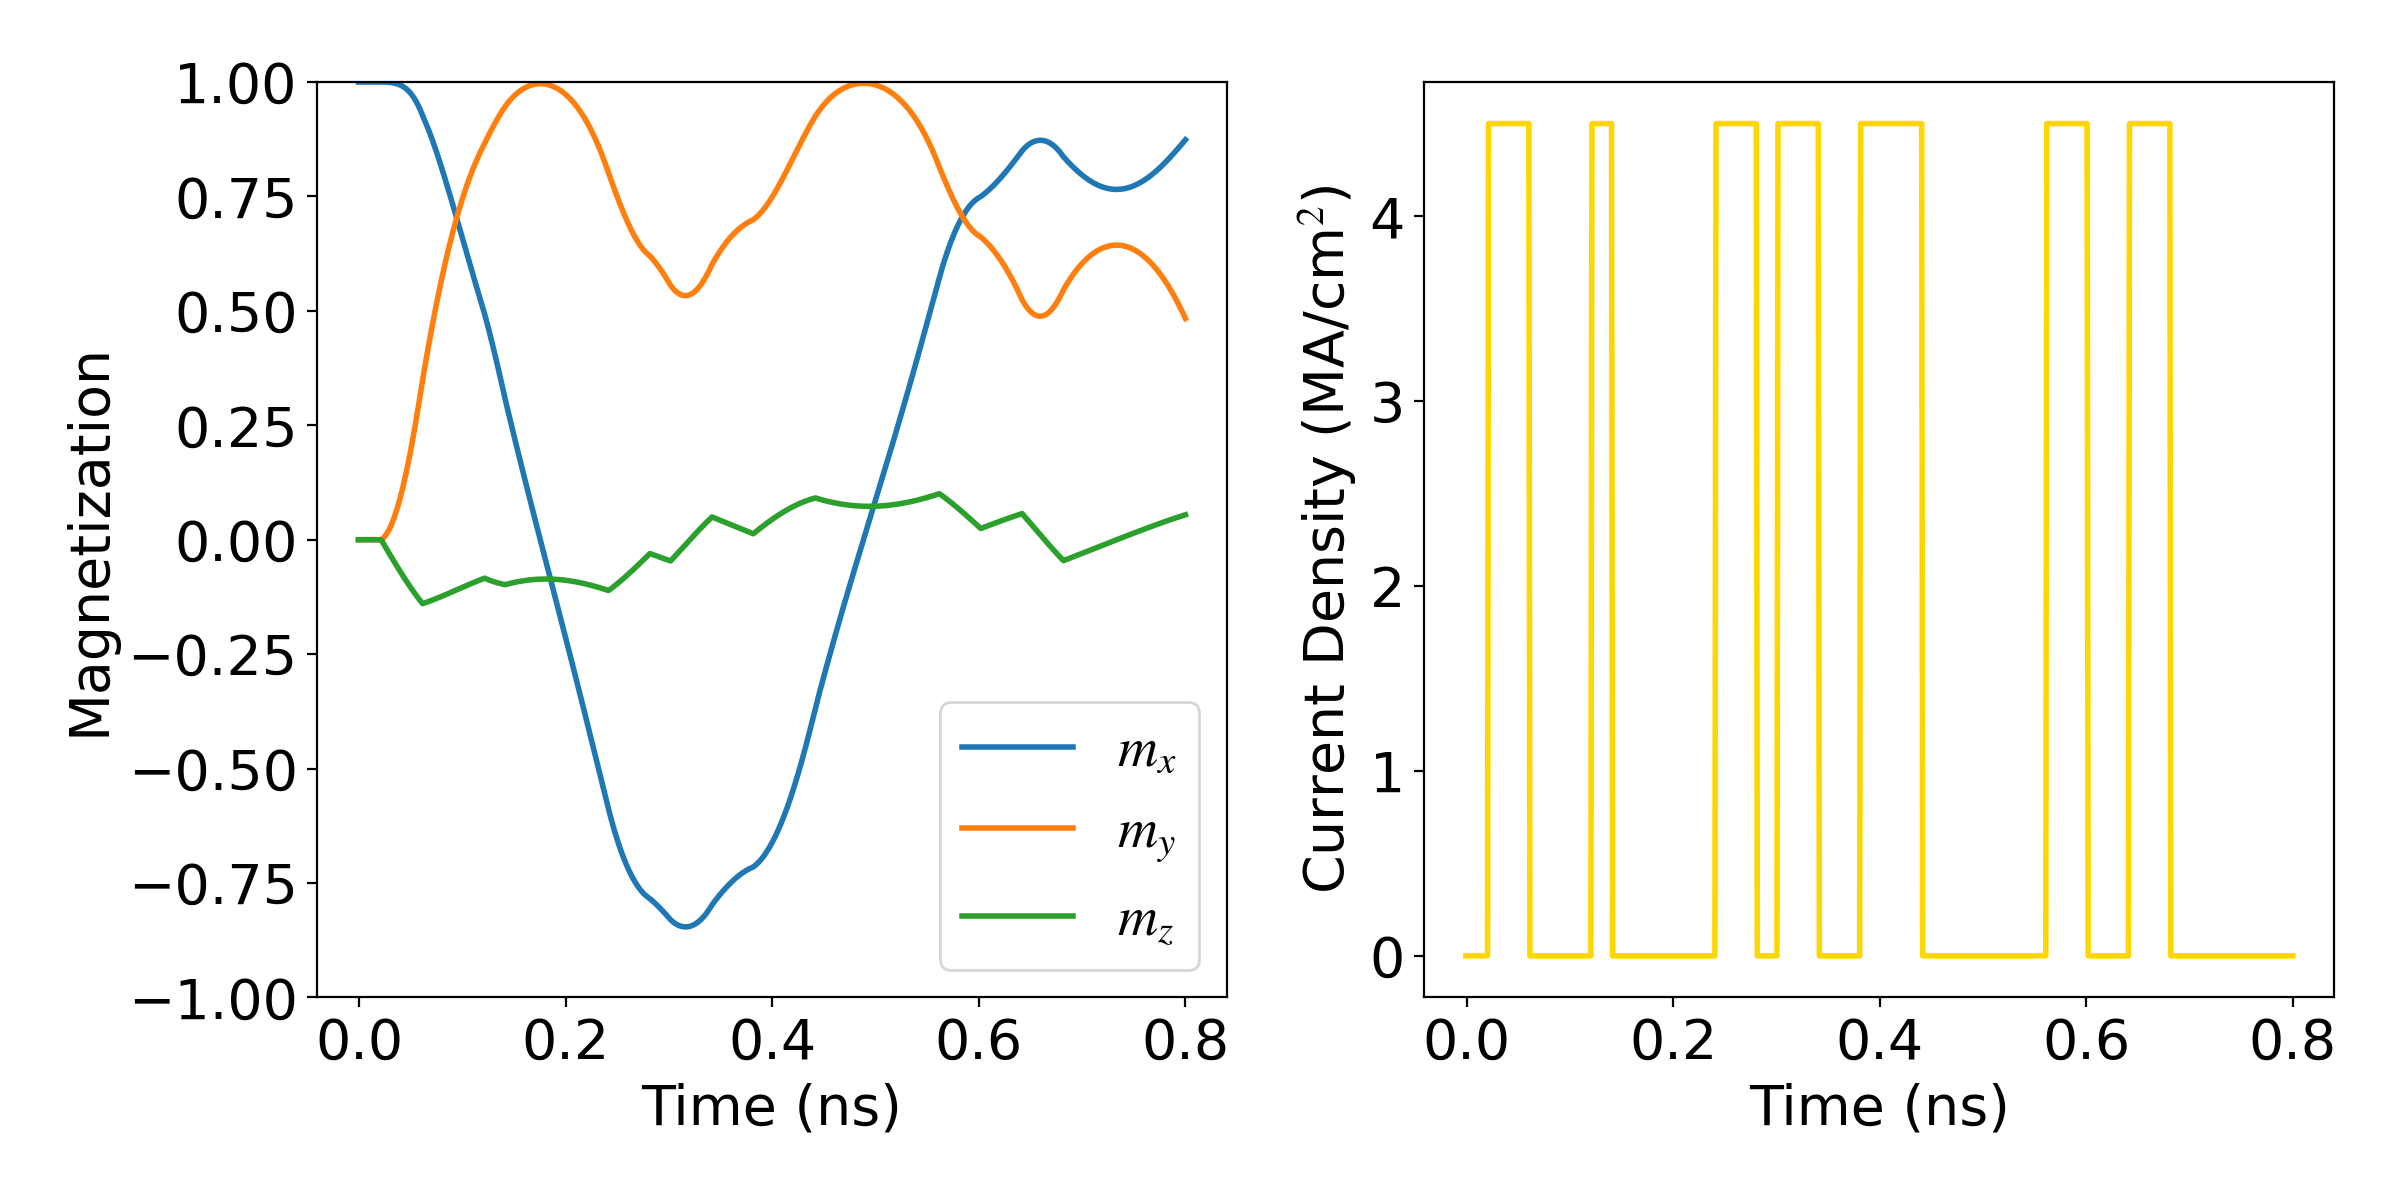 Magnetization
1.00
0.75
0.50
0.25
0.00
−0.25
−0.50
−0.75
−1.00
0.0 0.2 0.4 0.6 0.8
Time (ns)
m_x
m_y
m_z
Current Density (MA/cm²)
4
3
2
1
0
0.0 0.2 0.4 0.6 0.8
Time (ns)